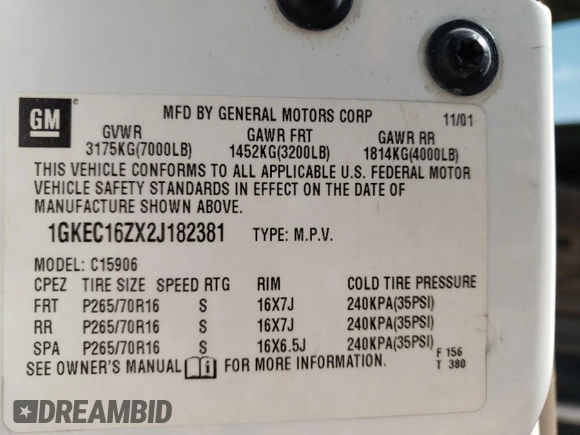 GM
MFD BY GENERAL MOTORS CORP 11/01
GVWR GAWR FRT GAWR RR
3175KG(7000LB) 1452KG(3200LB) 1814KG(4000LB)
THIS VEHICLE CONFORMS TO ALL APPLICABLE U.S. FEDERAL MOTOR
VEHICLE SAFETY STANDARDS IN EFFECT ON THE DATE OF
MANUFACTURE SHOWN ABOVE.
1GKEC16ZX2J182381 TYPE: M.P.V.
MODEL: C15906
CPEZ TIRE SIZE SPEED RTG RIM COLD TIRE PRESSURE
FRT P265/70R16 S 16X7J 240KPA(35PSI)
RR P265/70R16 S 16X7J 240KPA(35PSI)
SPA P265/70R16 S 16X6.5J 240KPA(35PSI)
F 156
SEE OWNER'S MANUAL FOR MORE INFORMATION. T 380
DREAMBID